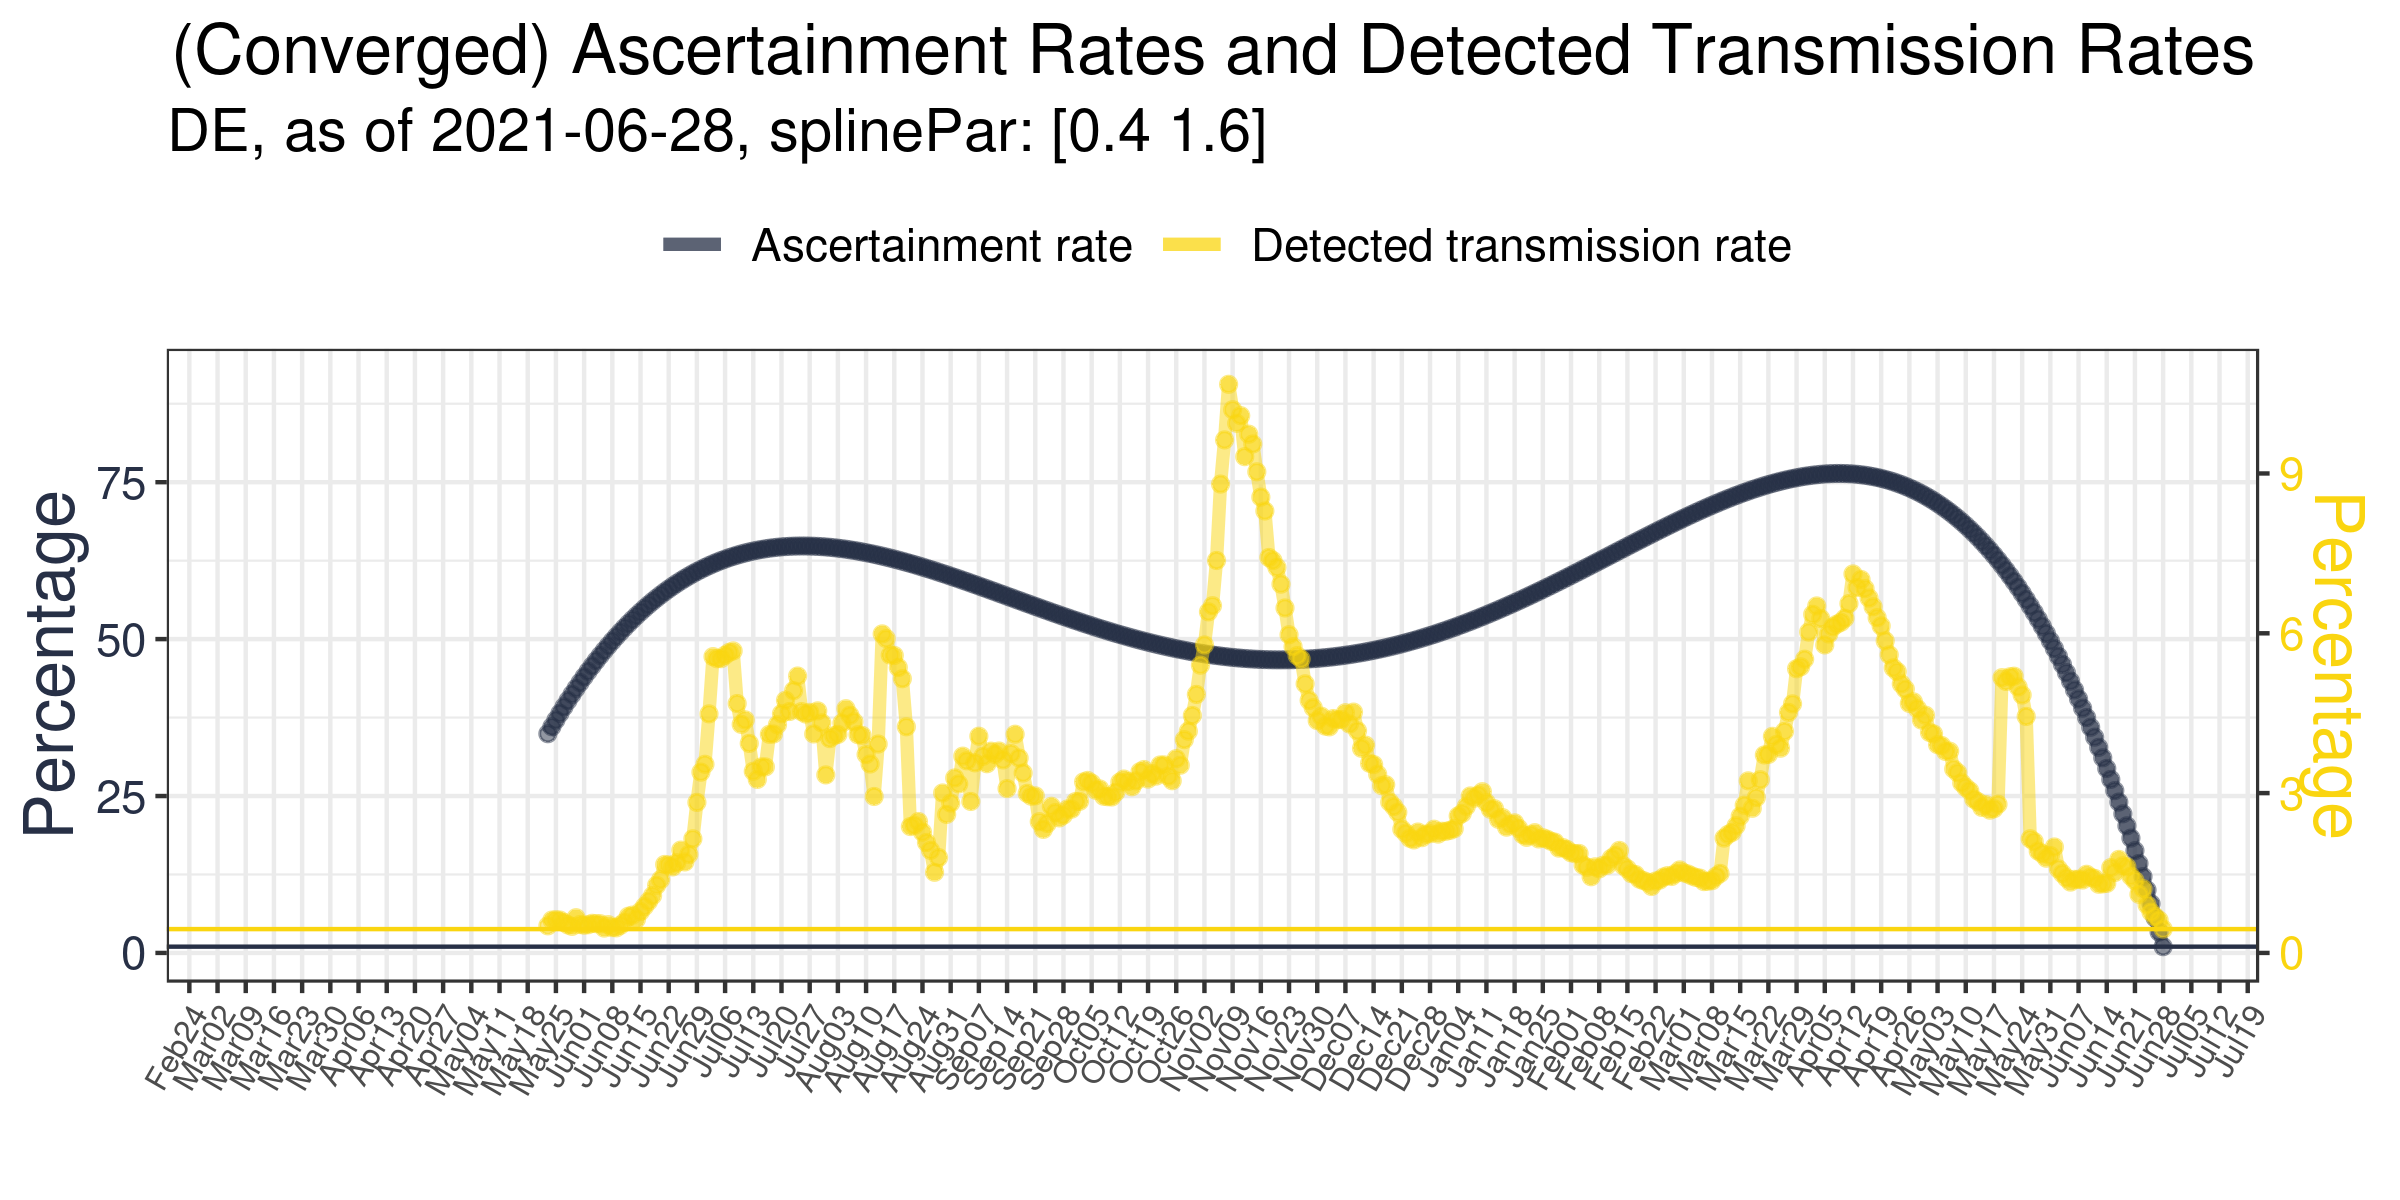 (Converged) Ascertainment Rates and Detected Transmission Rates
DE, as of 2021-06-28, splinePar: [0.4 1.6]
Ascertainment rate
Detected transmission rate
Percentage
75
50
25
0
9
6
3
0
Percentage
Feb24
Mar02
Mar09
Mar16
Mar23
Mar30
Apr06
Apr13
Apr20
Apr27
May04
May11
May18
May25
Jun01
Jun08
Jun15
Jun22
Jun29
Jul06
Jul13
Jul20
Jul27
Aug03
Aug10
Aug17
Aug24
Aug31
Sep07
Sep14
Sep21
Sep28
Oct05
Oct12
Oct19
Oct26
Nov02
Nov09
Nov16
Nov23
Nov30
Dec07
Dec14
Dec21
Dec28
Jan04
Jan11
Jan18
Jan25
Feb01
Feb08
Feb15
Feb22
Mar01
Mar08
Mar15
Mar22
Mar29
Apr05
Apr12
Apr19
Apr26
May03
May10
May17
May24
May31
Jun14
Jun21
Jun28
Jul05
Jul12
Jul19